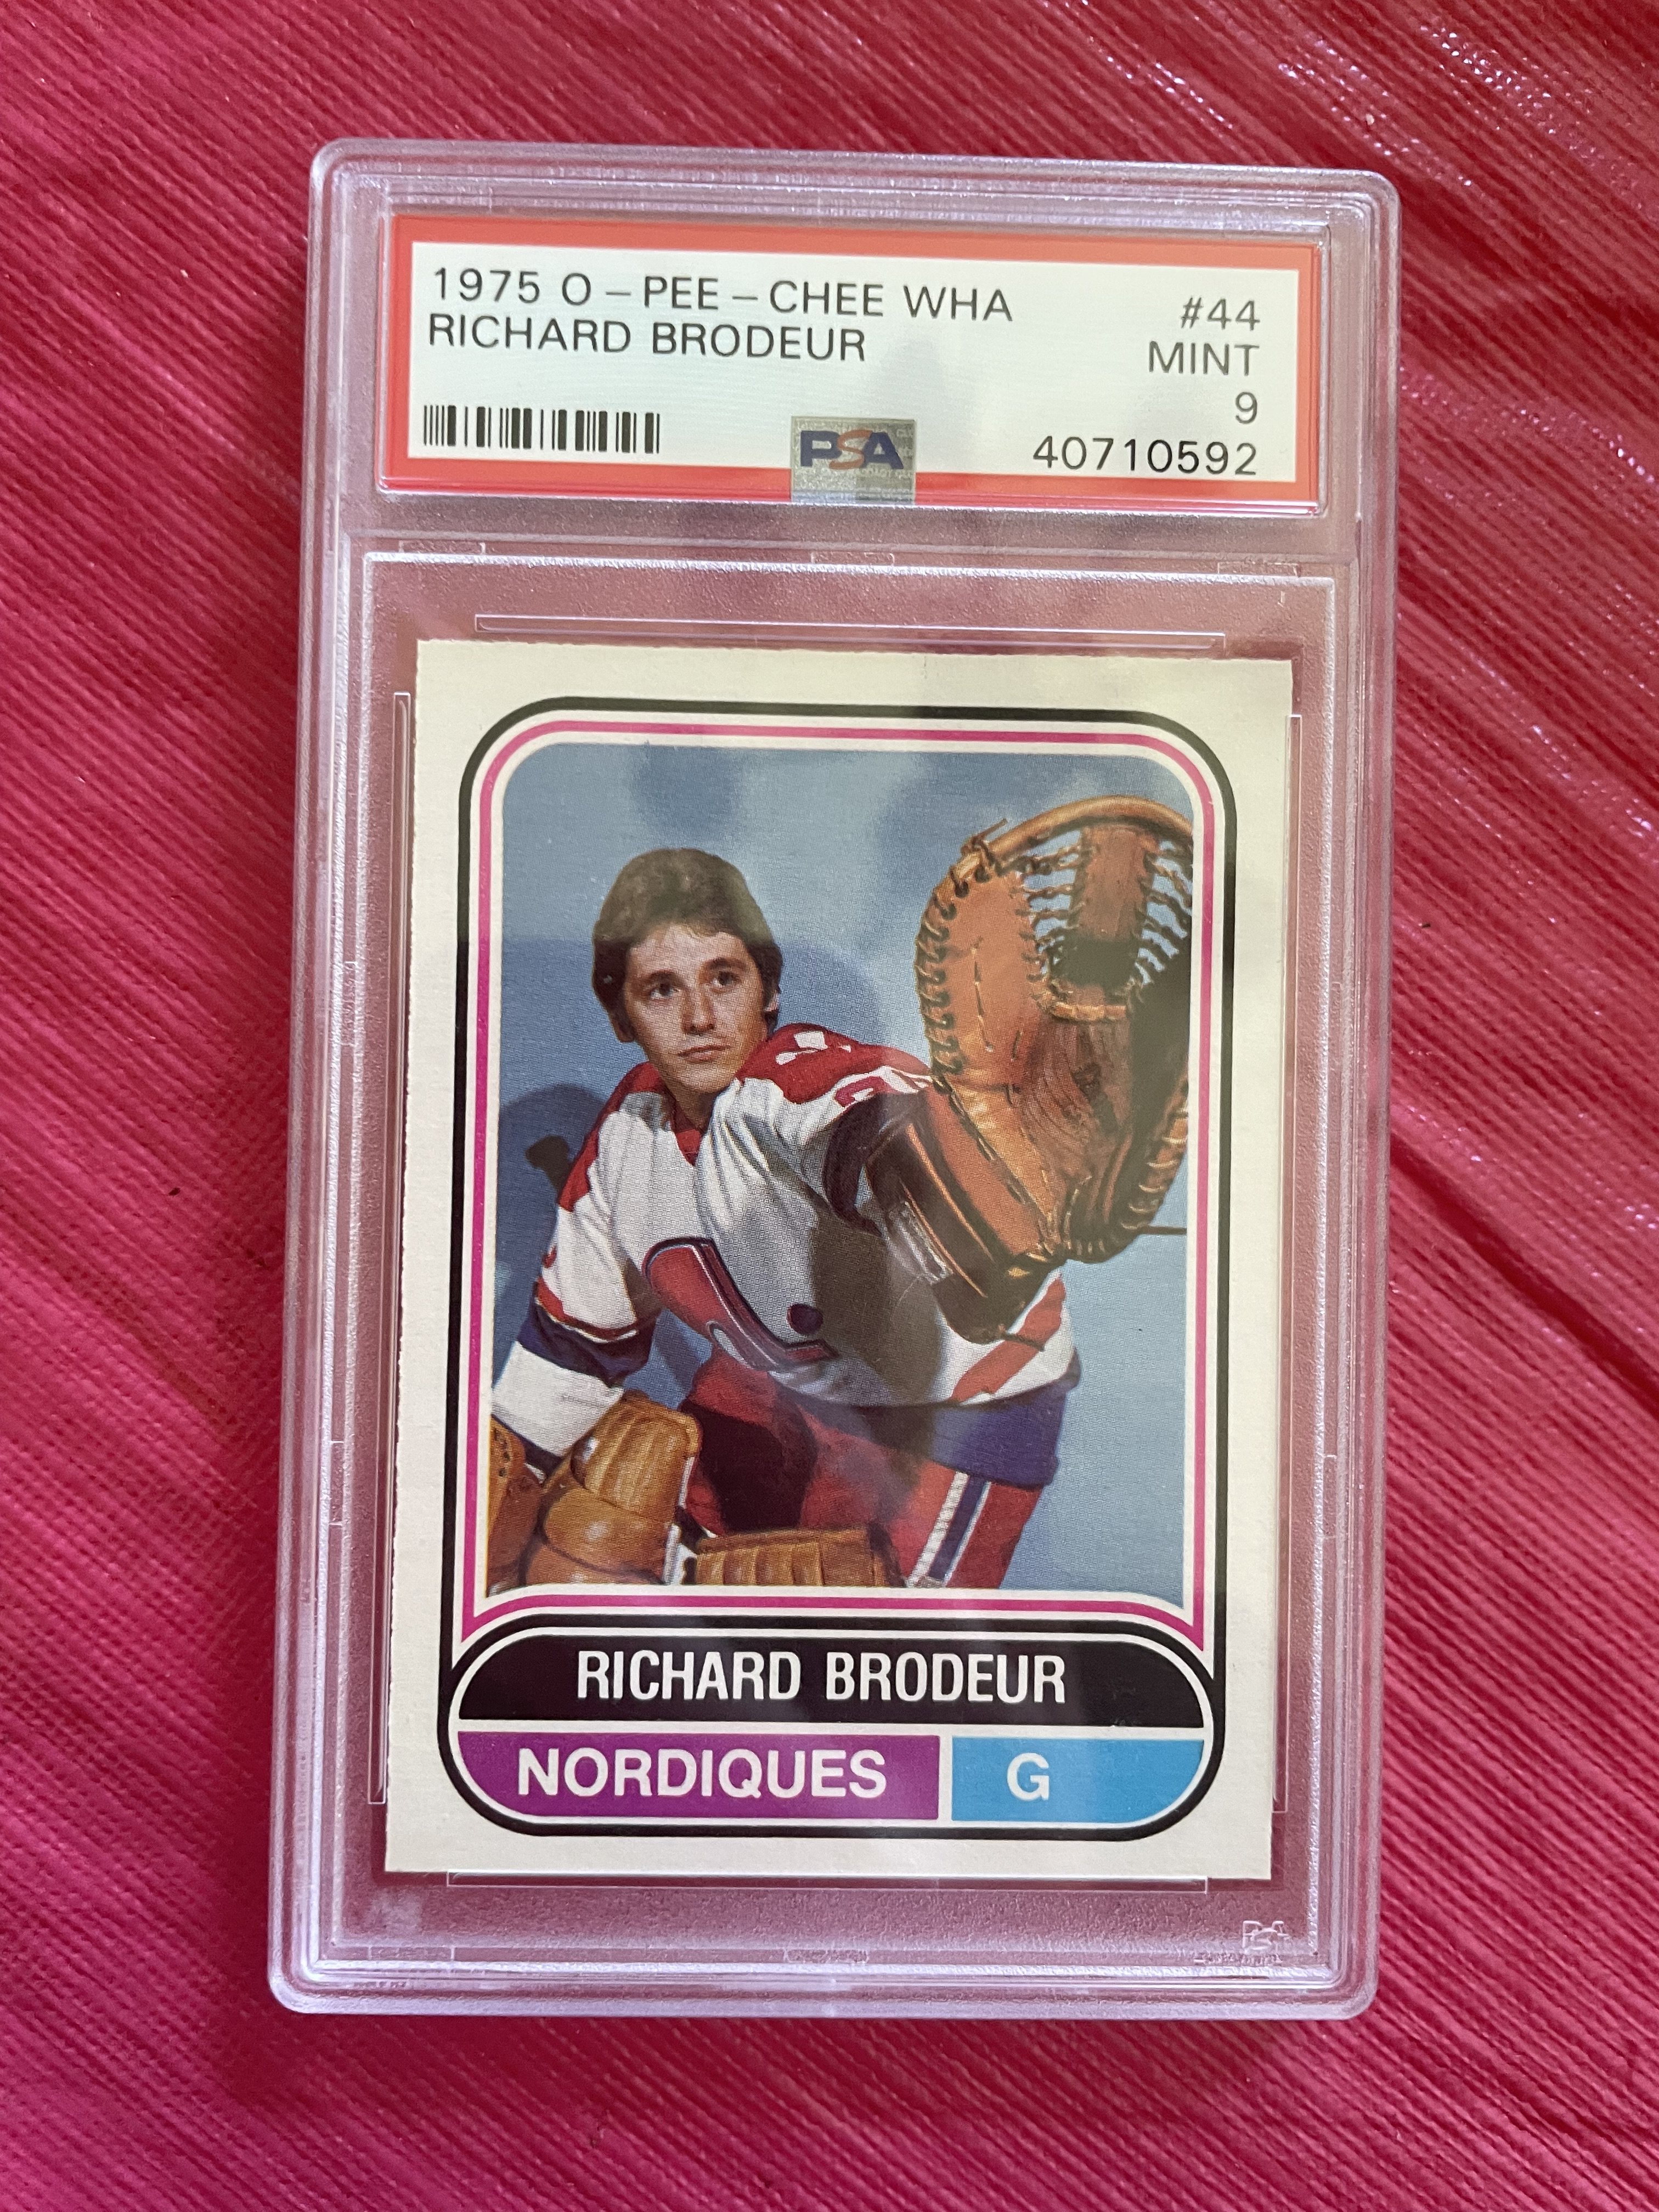 1975 O-PEE-CHEE WHA #44
RICHARD BRODEUR MINT
9
PSA 40710592
RICHARD BRODEUR
NORDIQUES G